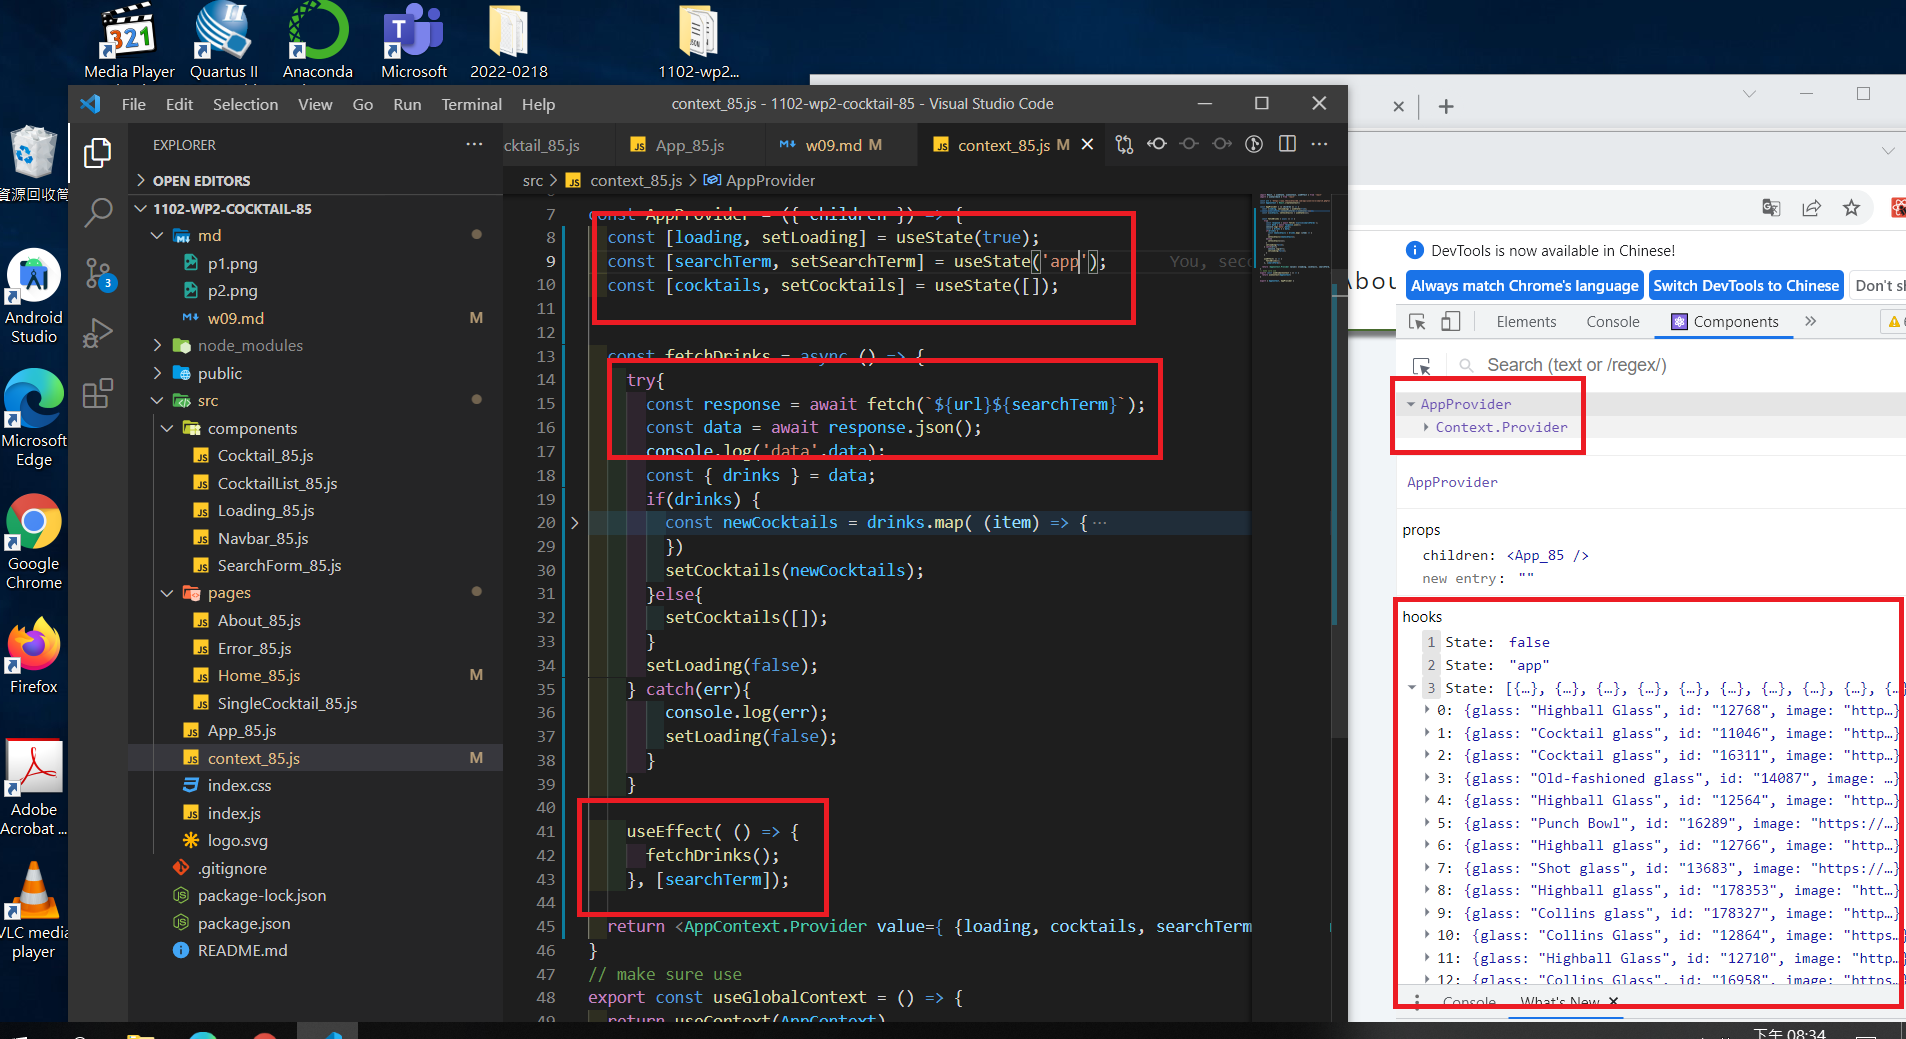 Media Player
Quartus II
Anaconda
Microsoft
2022-0218
1102-wp2...
資源回收筒
Android
Studio
Microsoft
Edge
Google
Chrome
Firefox
Adobe
Acrobat ...
VLC media
player
File Edit Selection View Go Run Terminal Help
context_85.js - 1102-wp2-cocktail-85 - Visual Studio Code
EXPLORER
OPEN EDITORS
1102-WP2-COCKTAIL-85
md
p1.png
p2.png
w09.md M
node_modules
public
src
components
Cocktail_85.js
CocktailList_85.js
Loading_85.js
Navbar_85.js
SearchForm_85.js
pages
About_85.js
Error_85.js
Home_85.js M
SingleCocktail_85.js
App_85.js
context_85.js M
index.css
index.js
logo.svg
.gitignore
package-lock.json
package.json
README.md
3
cktail_85.js
App_85.js
w09.md M
context_85.js M
src > context_85.js > AppProvider
7 const AppProvider = ({ children }) => {
8 const [loading, setLoading] = useState(true);
9 const [searchTerm, setSearchTerm] = useState('app'); You, seco
10 const [cocktails, setCocktails] = useState([]);
11
12
13 const fetchDrinks = async () => {
14 try{
15 const response = await fetch(`${url}${searchTerm}`);
16 const data = await response.json();
17 console.log('data',data);
18 const { drinks } = data;
19 if(drinks) {
20 const newCocktails = drinks.map( (item) => {...
29 })
30 setCocktails(newCocktails);
31 }else{
32 setCocktails([]);
33 }
34 setLoading(false);
35 } catch(err){
36 console.log(err);
37 setLoading(false);
38 }
39 }
40
41 useEffect( () => {
42 fetchDrinks();
43 }, [searchTerm]);
44
45 return <AppContext.Provider value={ {loading, cocktails, searchTerm
46 }
47 // make sure use
48 export const useGlobalContext = () => {
49 return useContext(AppContext)
Abou
DevTools is now available in Chinese!
Always match Chrome's language
Switch DevTools to Chinese
Don't sh
Elements Console Components
Search (text or /regex/)
AppProvider
Context.Provider
AppProvider
props
children: <App_85 />
new entry: ""
hooks
1 State: false
2 State: "app"
3 State: [{…}, {…}, {…}, {…}, {…}, {…}, {…}, {…}, {…}, {…
0: {glass: "Highball Glass", id: "12768", image: "http…}
1: {glass: "Cocktail glass", id: "11046", image: "http…}
2: {glass: "Cocktail glass", id: "16311", image: "http…}
3: {glass: "Old-fashioned glass", id: "14087", image: …}
4: {glass: "Highball Glass", id: "12564", image: "http…}
5: {glass: "Punch Bowl", id: "16289", image: "https://…}
6: {glass: "Highball glass", id: "12766", image: "http…}
7: {glass: "Shot glass", id: "13683", image: "https://…}
8: {glass: "Highball glass", id: "178353", image: "htt…}
9: {glass: "Collins glass", id: "178327", image: "http…}
10: {glass: "Collins Glass", id: "12864", image: "https…
11: {glass: "Highball Glass", id: "12710", image: "http…
12: {glass: "Collins Glass", id: "16958", image: "https
Console What's New
下午 08:34